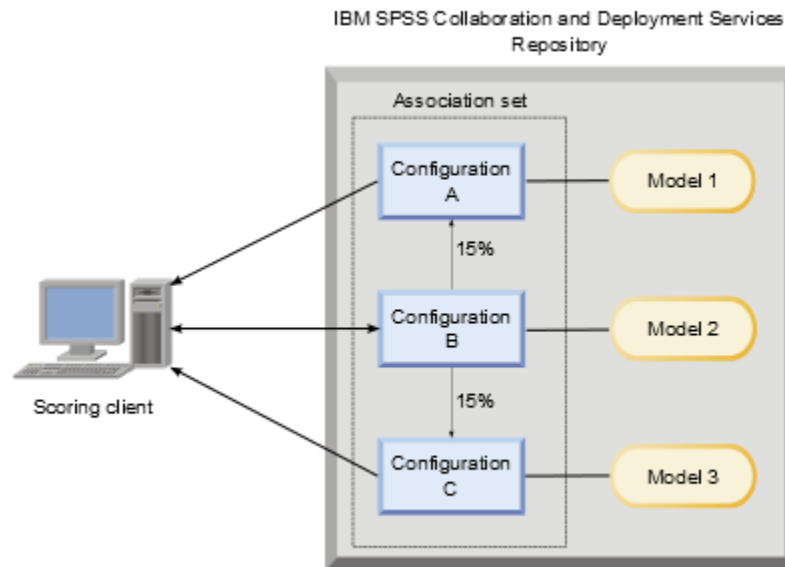 IBM SPSS Collaboration and Deployment Services
Repository
Association set
Configuration
A
Model 1
15%
Configuration
B
Model 2
Scoring client
15%
Configuration
C
Model 3